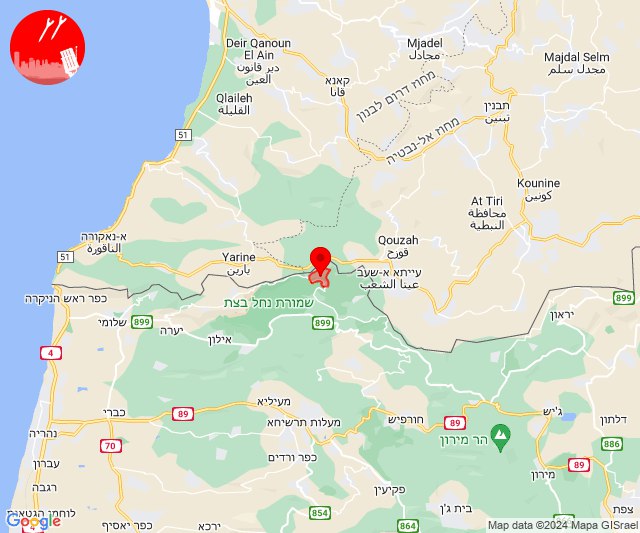 Deir Qanoun
El Ain
דיר קאנון
العين
Mjadel
مجادل
Majdal Selm
مجدل سلم
קאנא
قانا
מחוז דרום לבנון
Qlaileh
القليلة
תבנין
تبنين
51
מחוז אל-נבטיה
Kounine
كونين
At Tiri
محافظة
النبطية
א-נאקורה
الناقورة
Qouzah
قوزح
Yarine
يارين
51
עייתא א-שעב
عيتا الشعب
כפר ראש הניקרה
שמורת נחל בצת
899
יראון
שלומי
899
יערה
899
אילון
4
מעיליא
ג'יש
כברי
89
מעלות תרשיחא
חורפיש
89
דלתון
נהריה
70
הר מירון
886
כפר ורדים
עברון
89
מירון
רגבה
פקיעין
צפת
לוחמי הגטאות
854
בית ג'ן
Google
4
כפר יאסיף
ירכא
864
Map data ©2024 Mapa GISrael